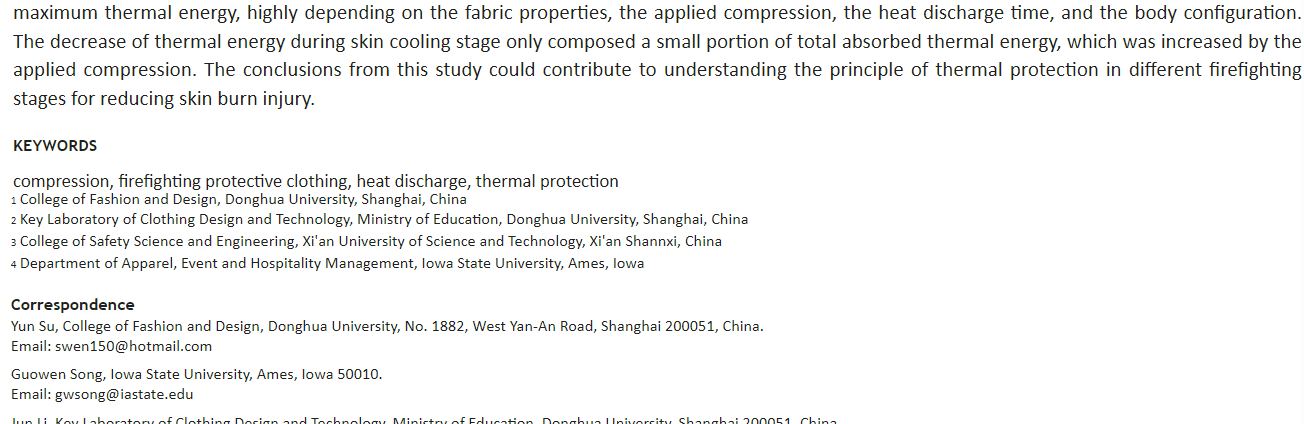 maximum thermal energy, highly depending on the fabric properties, the applied compression, the heat discharge time, and the body configuration.
The decrease of thermal energy during skin cooling stage only composed a small portion of total absorbed thermal energy, which was increased by the
applied compression. The conclusions from this study could contribute to understanding the principle of thermal protection in different firefighting
stages for reducing skin burn injury.
KEYWORDS
compression, firefighting protective clothing, heat discharge, thermal protection
1 College of Fashion and Design, Donghua University, Shanghai, China
2 Key Laboratory of Clothing Design and Technology, Ministry of Education, Donghua University, Shanghai, China
3 College of Safety Science and Engineering, Xi'an University of Science and Technology, Xi'an Shannxi, China
4 Department of Apparel, Event and Hospitality Management, Iowa State University, Ames, Iowa
Correspondence
Yun Su, College of Fashion and Design, Donghua University, No. 1882, West Yan-An Road, Shanghai 200051, China.
Email: swen150@hotmail.com
Guowen Song, Iowa State University, Ames, Iowa 50010.
Email: gwsong@iastate.edu
Jun Li, Key Laboratory of Clothing Design and Technology, Ministry of Education, Donghua University, Shanghai 200051, China